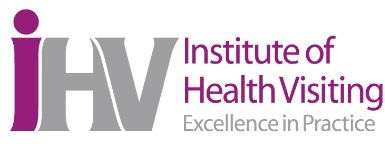 iHV
Institute of
Health Visiting
Excellence in Practice